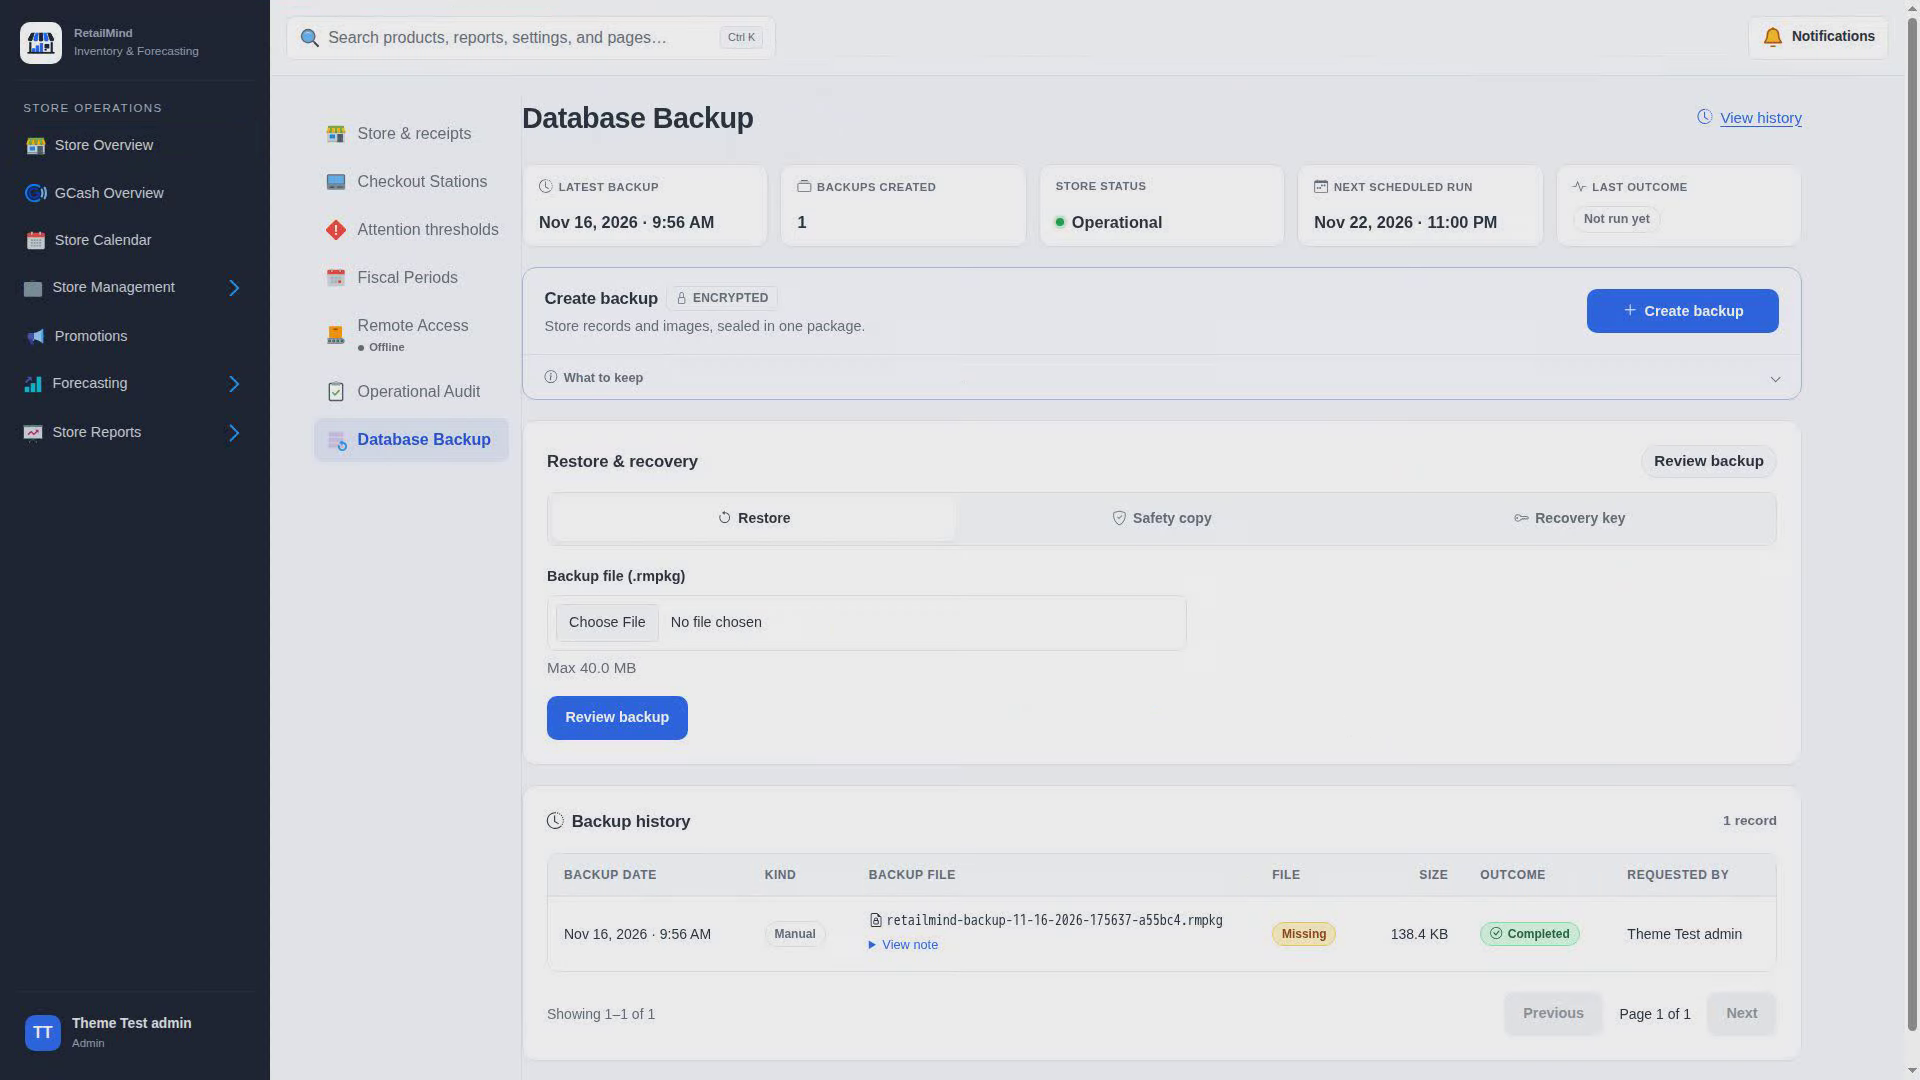 RetailMind
Inventory & Forecasting
STORE OPERATIONS
Store Overview
GCash Overview
Store Calendar
Store Management
Promotions
Forecasting
Store Reports
TT
Theme Test admin
Admin
Search products, reports, settings, and pages…
Ctrl K
Notifications
Store & receipts
Checkout Stations
Attention thresholds
Fiscal Periods
Remote Access
Offline
Operational Audit
Database Backup
Database Backup
View history
LATEST BACKUP
Nov 16, 2026 · 9:56 AM
BACKUPS CREATED
1
STORE STATUS
Operational
NEXT SCHEDULED RUN
Nov 22, 2026 · 11:00 PM
LAST OUTCOME
Not run yet
Create backup ENCRYPTED
Store records and images, sealed in one package.
+ Create backup
What to keep
Restore & recovery
Review backup
Restore
Safety copy
Recovery key
Backup file (.rmpkg)
Choose File No file chosen
Max 40.0 MB
Review backup
Backup history
1 record
BACKUP DATE KIND BACKUP FILE FILE SIZE OUTCOME REQUESTED BY
Nov 16, 2026 · 9:56 AM Manual retailmind-backup-11-16-2026-175637-a55bc4.rmpkg Missing 138.4 KB Completed Theme Test admin
View note
Showing 1–1 of 1
Previous Page 1 of 1 Next